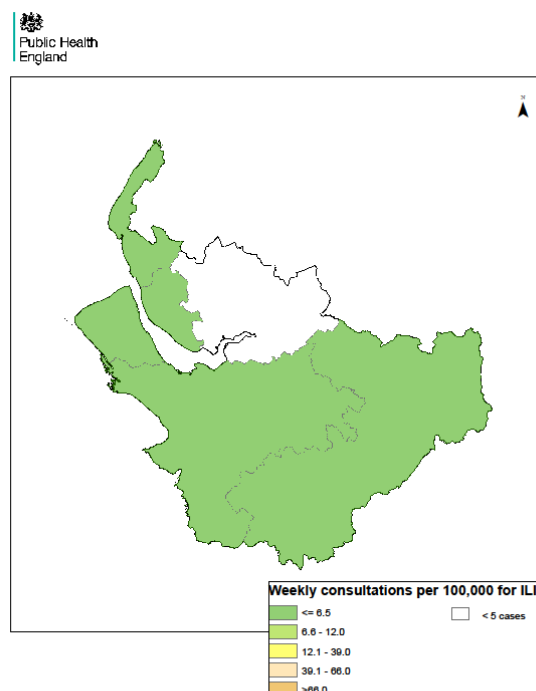 Public Health
England
N
Weekly consultations per 100,000 for ILI
<= 6.5
< 5 cases
6.6 - 12.0
12.1 - 39.0
39.1 - 66.0
>66.0